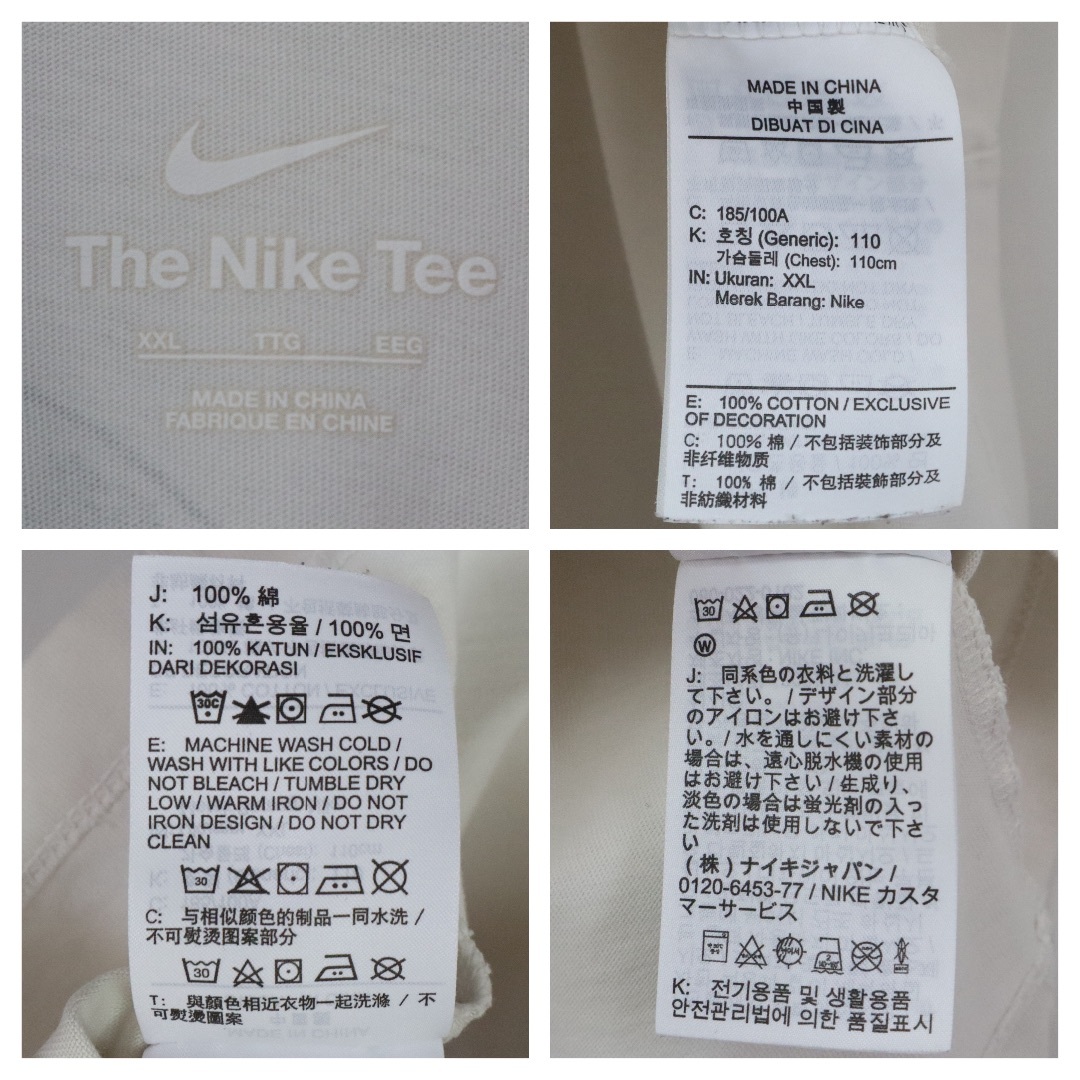 The Nike Tee
XXL TTG EEG
MADE IN CHINA
FABRIQUE EN CHINE
MADE IN CHINA
中国製
DIBUAT DI CINA
C: 185/100A
K: 호칭 (Generic): 110
가슴둘레 (Chest): 110cm
IN: Ukuran: XXL
Merek Barang: Nike
E: 100% COTTON / EXCLUSIVE
OF DECORATION
C: 100% 棉 / 不包括装饰部分及
非纤维物质
T: 100% 棉 / 不包括裝飾部分及
非紡織材料
J: 100% 綿
K: 섬유혼용율 / 100% 면
IN: 100% KATUN / EKSKLUSIF
DARI DEKORASI
30C
E: MACHINE WASH COLD /
WASH WITH LIKE COLORS / DO
NOT BLEACH / TUMBLE DRY
LOW / WARM IRON / DO NOT
IRON DESIGN / DO NOT DRY
CLEAN
30
C: 与相似颜色的制品一同水洗 /
不可熨烫图案部分
30
T: 與顏色相近衣物一起洗滌 / 不
可熨燙圖案
30
W
J: 同系色の衣料と洗濯し
て下さい。 / デザイン部分
のアイロンはお避け下さ
い。 / 水を通しにくい素材の
場合は、遠心脱水機の使用
はお避け下さい / 生成り、
淡色の場合は蛍光剤の入っ
た洗剤は使用しないで下さ
い
(株) ナイキジャパン /
0120-6453-77 / NIKE カスタ
マーサービス
K: 전기용품 및 생활용품
안전관리법에 의한 품질표시